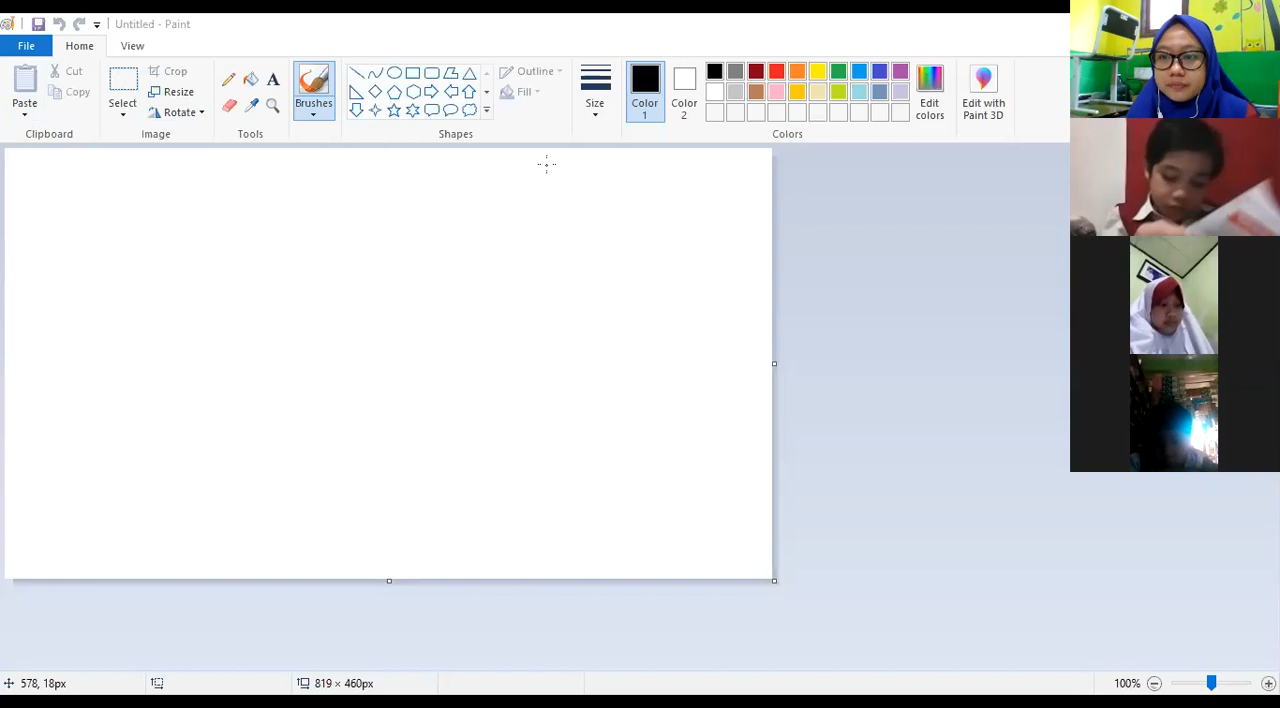 Untitled - Paint
File Home View
Paste
Cut
Copy
Clipboard
Select
Crop
Resize
Rotate
Image
A
Tools
Brushes
Shapes
Outline
Fill
Size
Color 1
Color 2
Edit colors
Edit with Paint 3D
Colors
578, 18px
819 × 460px
100%